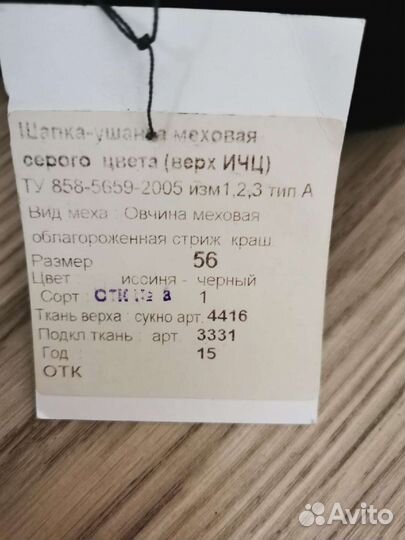 Шапка-ушанка меховая
серого цвета (верх ИЧЦ)
ТУ 858-5659-2005 изм1,2,3 тип А
Вид меха : Овчина меховая
облагороженная стриж. краш.
Размер 56
Цвет иссиня - черный
Сорт : ОТК № 3 1
Ткань верха : сукно арт. 4416
Подкл ткань : арт. 3331
Год : 15
ОТК
Avito